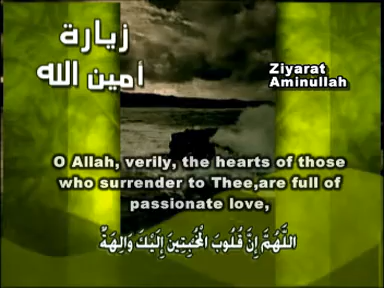 زيارة
أمين الله
Ziyarat
Aminullah
O Allah, verily, the hearts of those
who surrender to Thee,are full of
passionate love,
اللَّهُمَّ إِنَّ قُلُوبَ الْمُخْبِتِينَ إِلَيْكَ وَالِهَةٌ